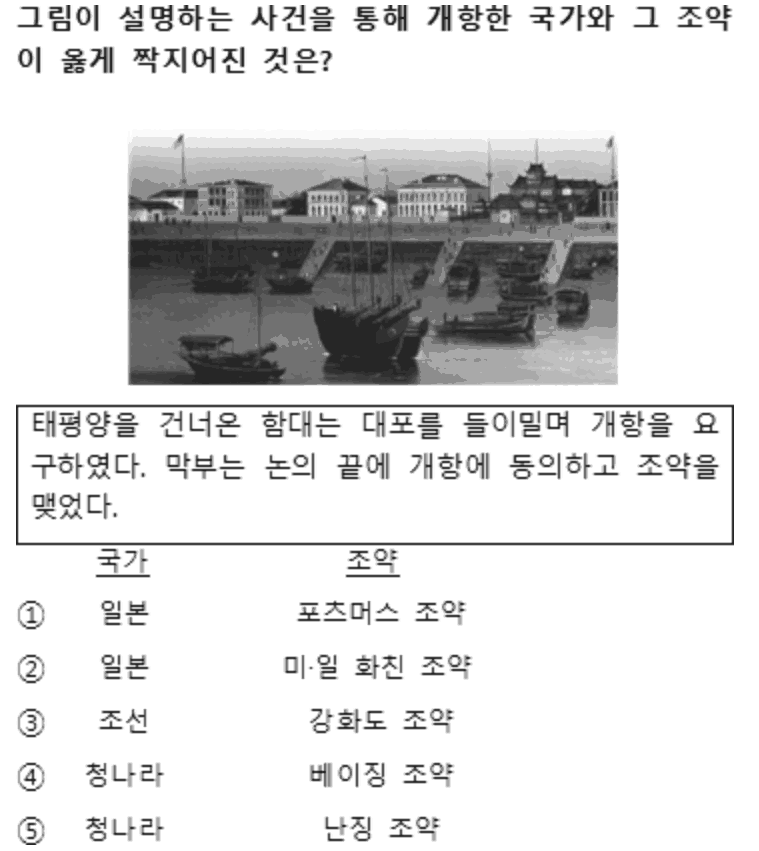 그림이 설명하는 사건을 통해 개항한 국가와 그 조약
이 옳게 짝지어진 것은?
태평양을 건너온 함대는 대포를 들이밀며 개항을 요
구하였다. 막부는 논의 끝에 개항에 동의하고 조약을
맺었다.
국가 조약
① 일본 포츠머스 조약
② 일본 미·일 화친 조약
③ 조선 강화도 조약
④ 청나라 베이징 조약
⑤ 청나라 난징 조약